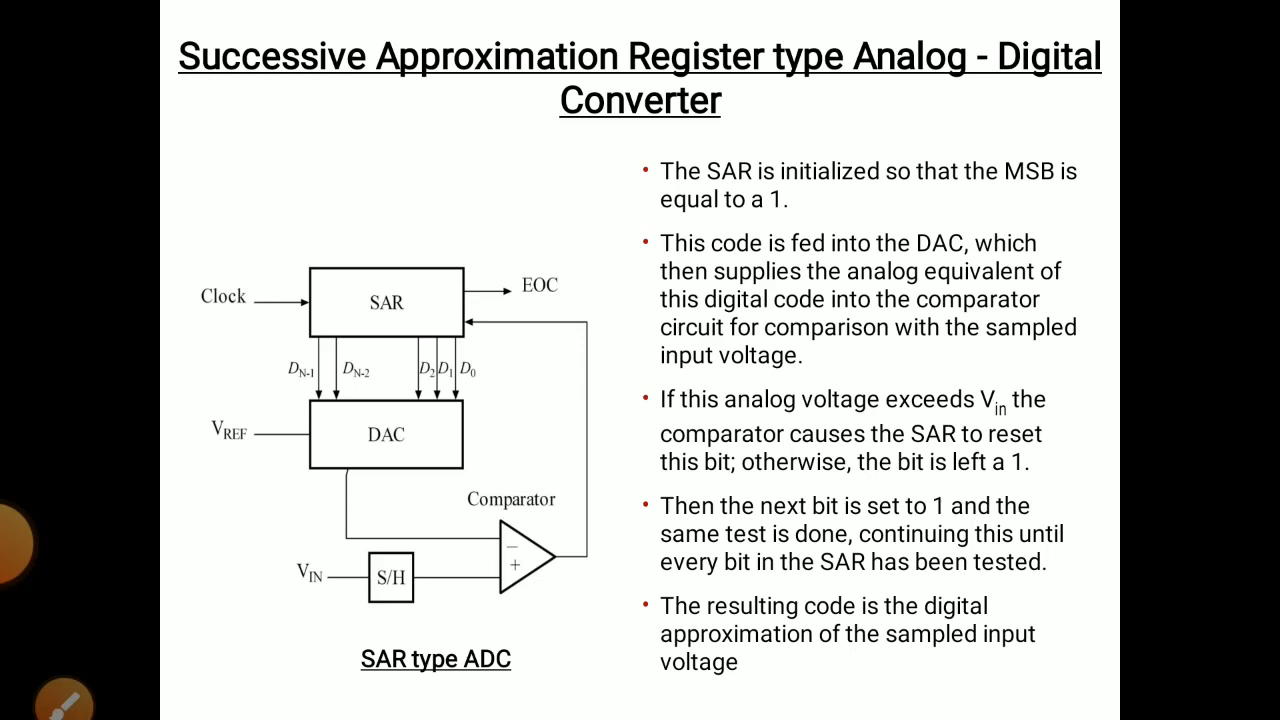 Successive Approximation Register type Analog - Digital
Converter
• The SAR is initialized so that the MSB is
equal to a 1.
• This code is fed into the DAC, which
then supplies the analog equivalent of
this digital code into the comparator
circuit for comparison with the sampled
input voltage.
• If this analog voltage exceeds Vin the
comparator causes the SAR to reset
this bit; otherwise, the bit is left a 1.
• Then the next bit is set to 1 and the
same test is done, continuing this until
every bit in the SAR has been tested.
• The resulting code is the digital
approximation of the sampled input
voltage
Clock
SAR
EOC
DN-1
DN-2
D2
D1
D0
VREF
DAC
Comparator
−
+
VIN
S/H
SAR type ADC